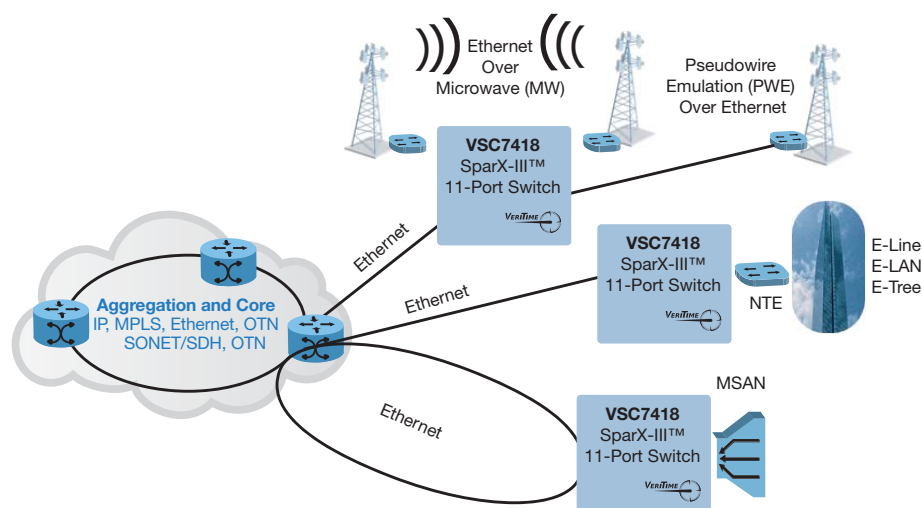 Ethernet
Over
Microwave (MW)
Pseudowire
Emulation (PWE)
Over Ethernet
VSC7418
SparX-III™
11-Port Switch
VERITIME
Ethernet
VSC7418
SparX-III™
11-Port Switch
VERITIME
NTE
E-Line
E-LAN
E-Tree
Ethernet
Aggregation and Core
IP, MPLS, Ethernet, OTN
SONET/SDH, OTN
Ethernet
VSC7418
SparX-III™
11-Port Switch
VERITIME
MSAN